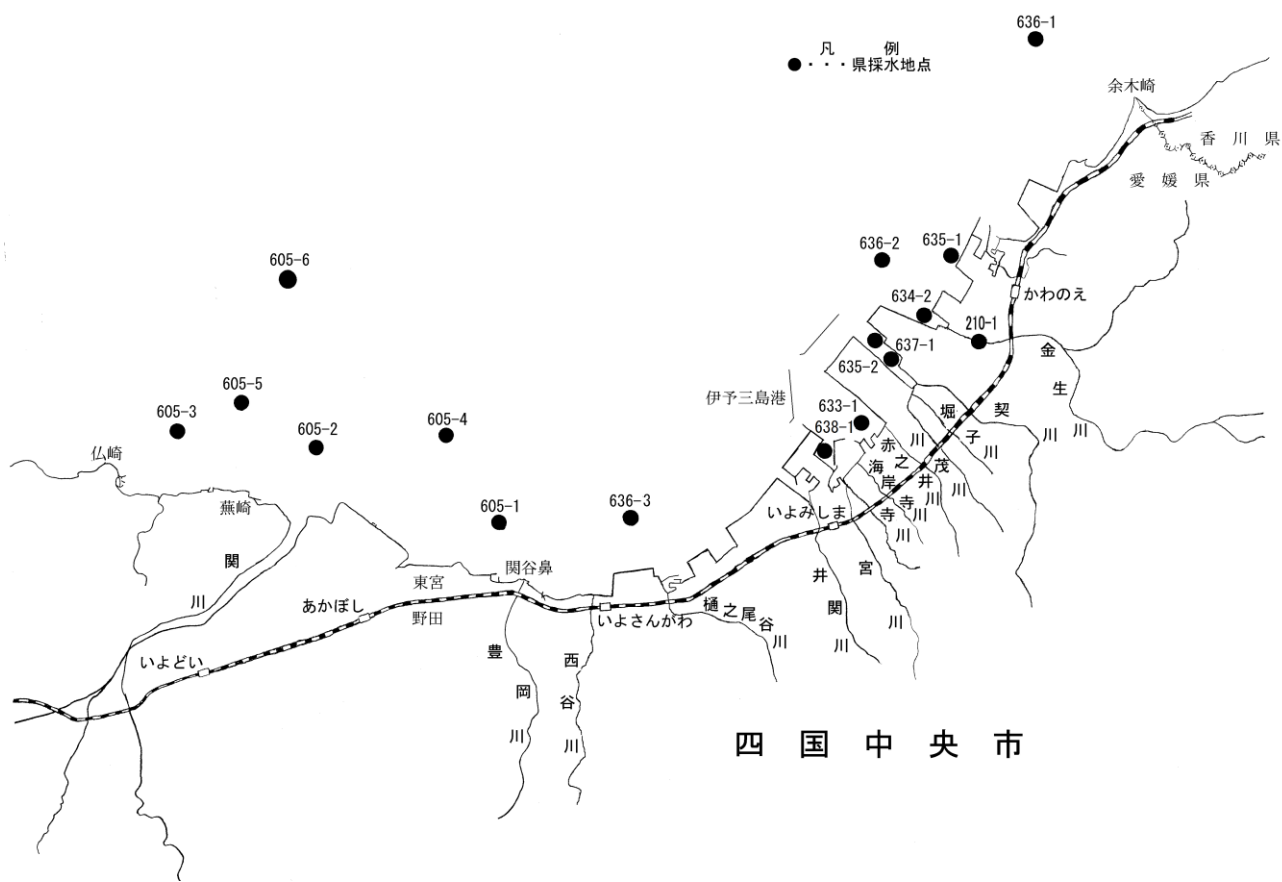 636-1
凡例
●・・・県採水地点
余木崎
香川県
愛媛県
636-2
635-1
605-6
634-2
かわのえ
210-1
637-1
635-2
金生川
605-5
伊予三島港
605-3
605-4
633-1
堀
契川
605-2
638-1
子川
仏崎
赤之井川
茂川
海岸寺川
寺川
川
605-1
636-3
いよみしま
蕪崎
関川
関谷鼻
東宮
宮川
井関川
あかぼし
野田
いよさんがわ
樋之尾谷川
いよどい
豊岡川
西谷川
四国中央市